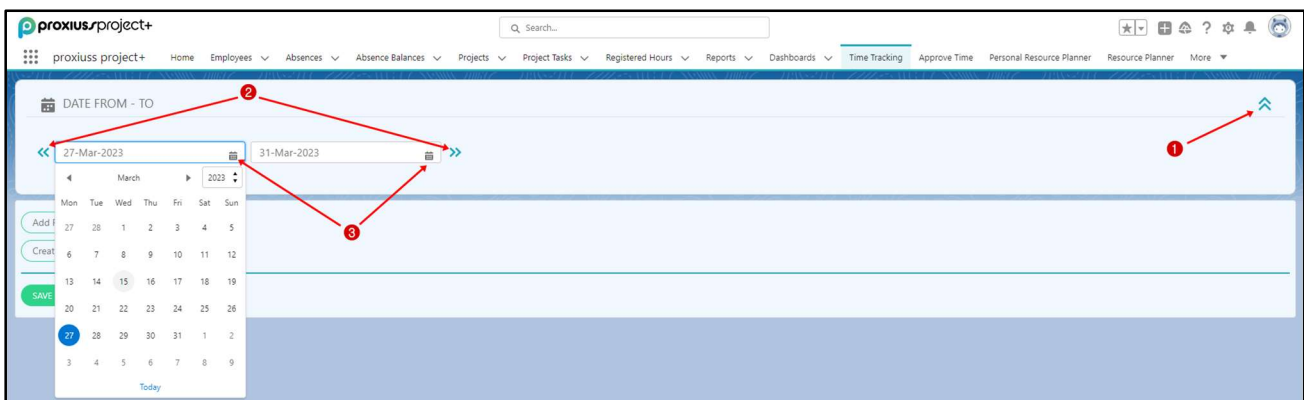 proxius project+
Search...
proxiuss project+ Home Employees Absences Absence Balances Projects Project Tasks Registered Hours Reports Dashboards Time Tracking Approve Time Personal Resource Planner Resource Planner More
DATE FROM - TO
2
1
27-Mar-2023 31-Mar-2023
March 2023
Mon Tue Wed Thu Fri Sat Sun
Add
27 28 1 2 3 4 5
3
Creat
6 7 8 9 10 11 12
13 14 15 16 17 18 19
SAVE
20 21 22 23 24 25 26
27 28 29 30 31 1 2
3 4 5 6 7 8 9
Today